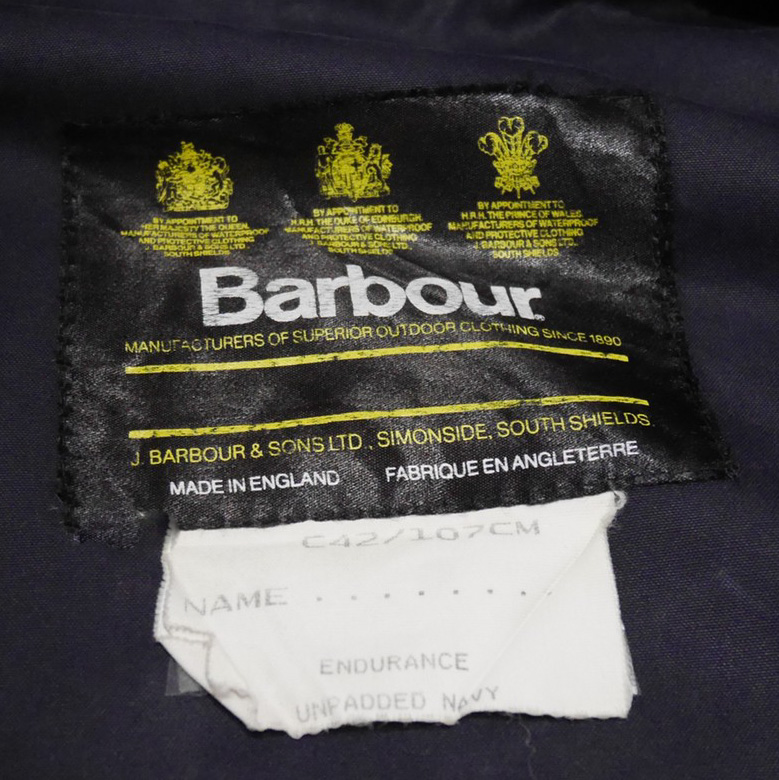 BY APPOINTMENT TO
HER MAJESTY THE QUEEN
MANUFACTURERS OF WATERPROOF
AND PROTECTIVE CLOTHING
J. BARBOUR & SONS LTD
SOUTH SHIELDS
BY APPOINTMENT TO
H.R.H. THE DUKE OF EDINBURGH
MANUFACTURERS OF WATERPROOF
AND PROTECTIVE CLOTHING
J. BARBOUR & SONS LTD
SOUTH SHIELDS
BY APPOINTMENT TO
H.R.H. THE PRINCE OF WALES
MANUFACTURERS OF WATERPROOF
AND PROTECTIVE CLOTHING
J. BARBOUR & SONS LTD
SOUTH SHIELDS
Barbour
MANUFACTURERS OF SUPERIOR OUTDOOR CLOTHING SINCE 1890
J. BARBOUR & SONS LTD., SIMONSIDE, SOUTH SHIELDS.
MADE IN ENGLAND FABRIQUE EN ANGLETERRE
C42/107CM
NAME . . . . . . . .
ENDURANCE
UNPADDED NAVY